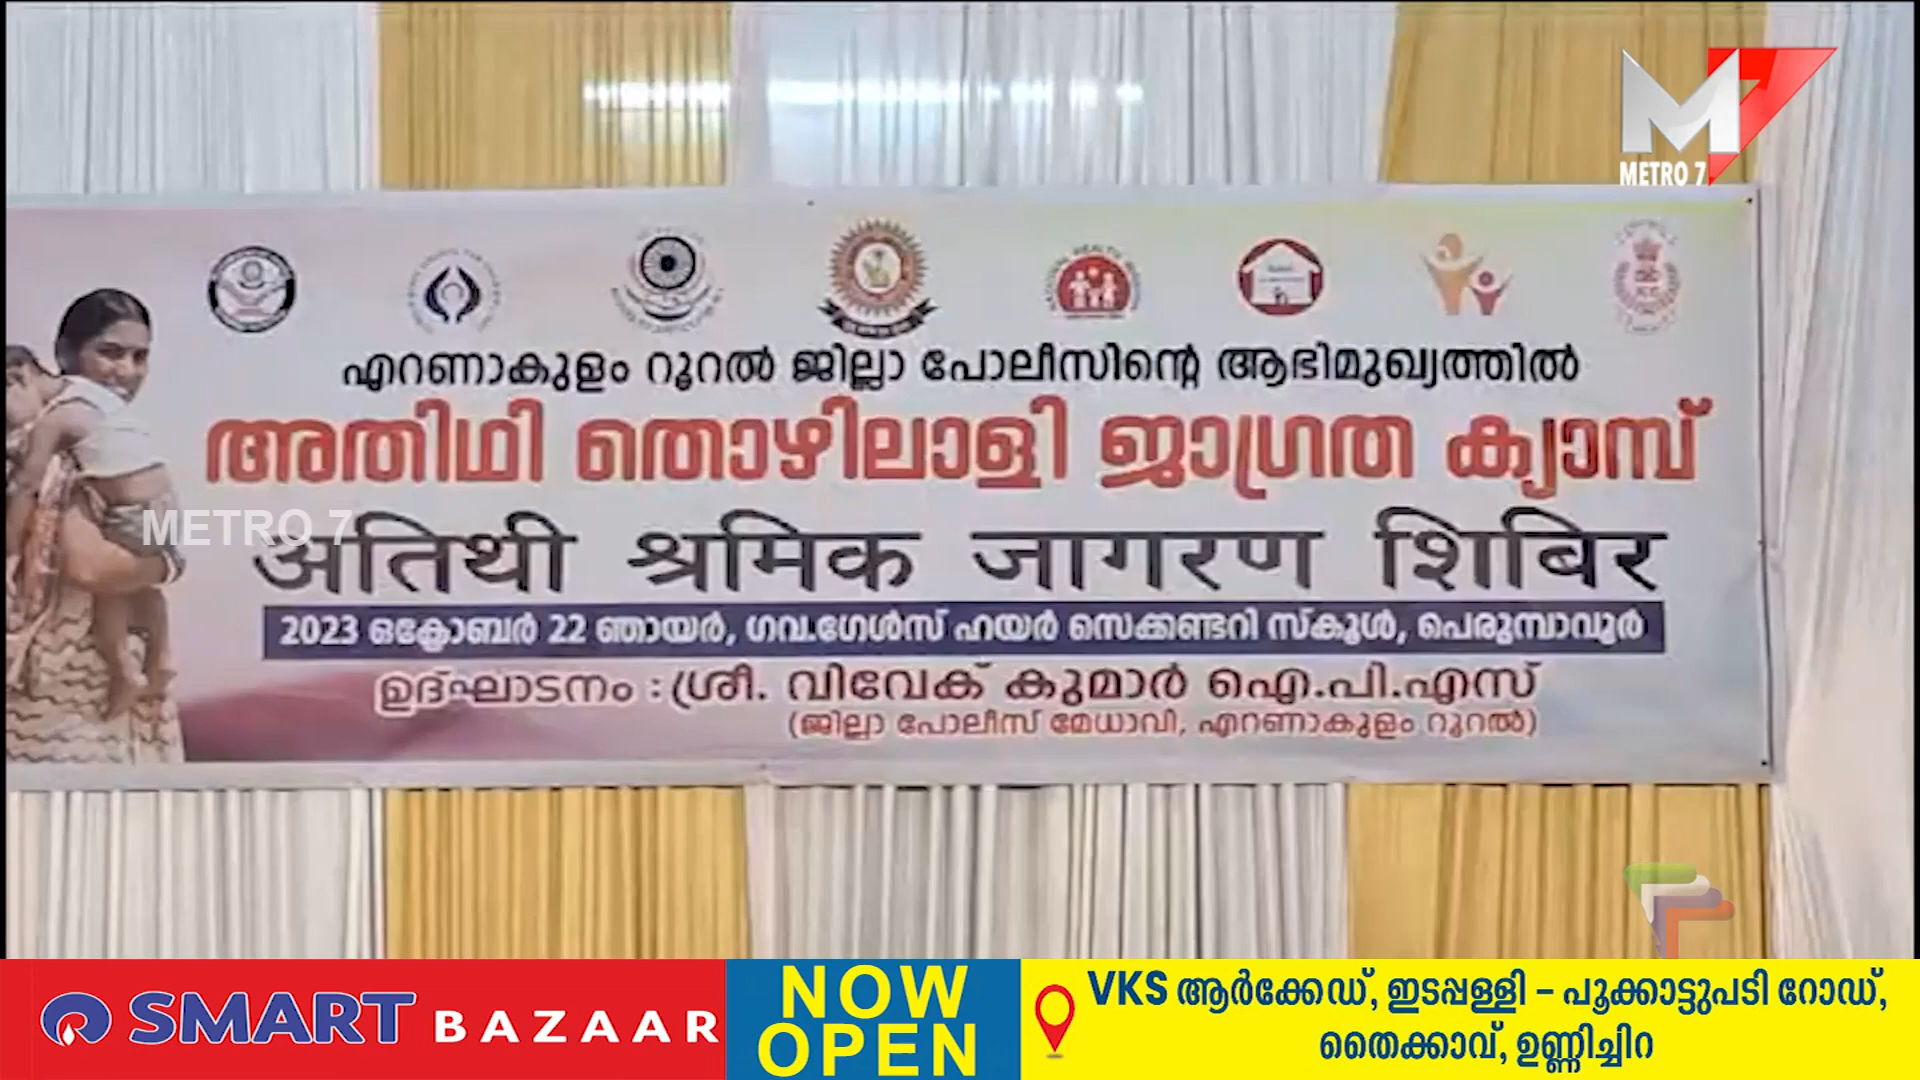 METRO 7
എറണാകുളം റൂറൽ ജില്ലാ പോലീസിന്റെ ആഭിമുഖ്യത്തിൽ
അതിഥി തൊഴിലാളി ജാഗ്രത ക്യാമ്പ്
METRO 7
अतिथी श्रमिक जागरण शिबिर
2023 ഒക്ടോബർ 22 ഞായർ, ഗവ.ഗേൾസ് ഹയർ സെക്കണ്ടറി സ്കൂൾ, പെരുമ്പാവൂർ
ഉദ്ഘാടനം : ശ്രീ. വിവേക് കുമാർ ഐ.പി.എസ്
(ജില്ലാ പോലീസ് മേധാവി, എറണാകുളം റൂറൽ)
SMART BAZAAR
NOW
OPEN
VKS ആർക്കേഡ്, ഇടപ്പള്ളി – പൂക്കാട്ടുപടി റോഡ്,
തൈക്കാവ്, ഉണ്ണിച്ചിറ